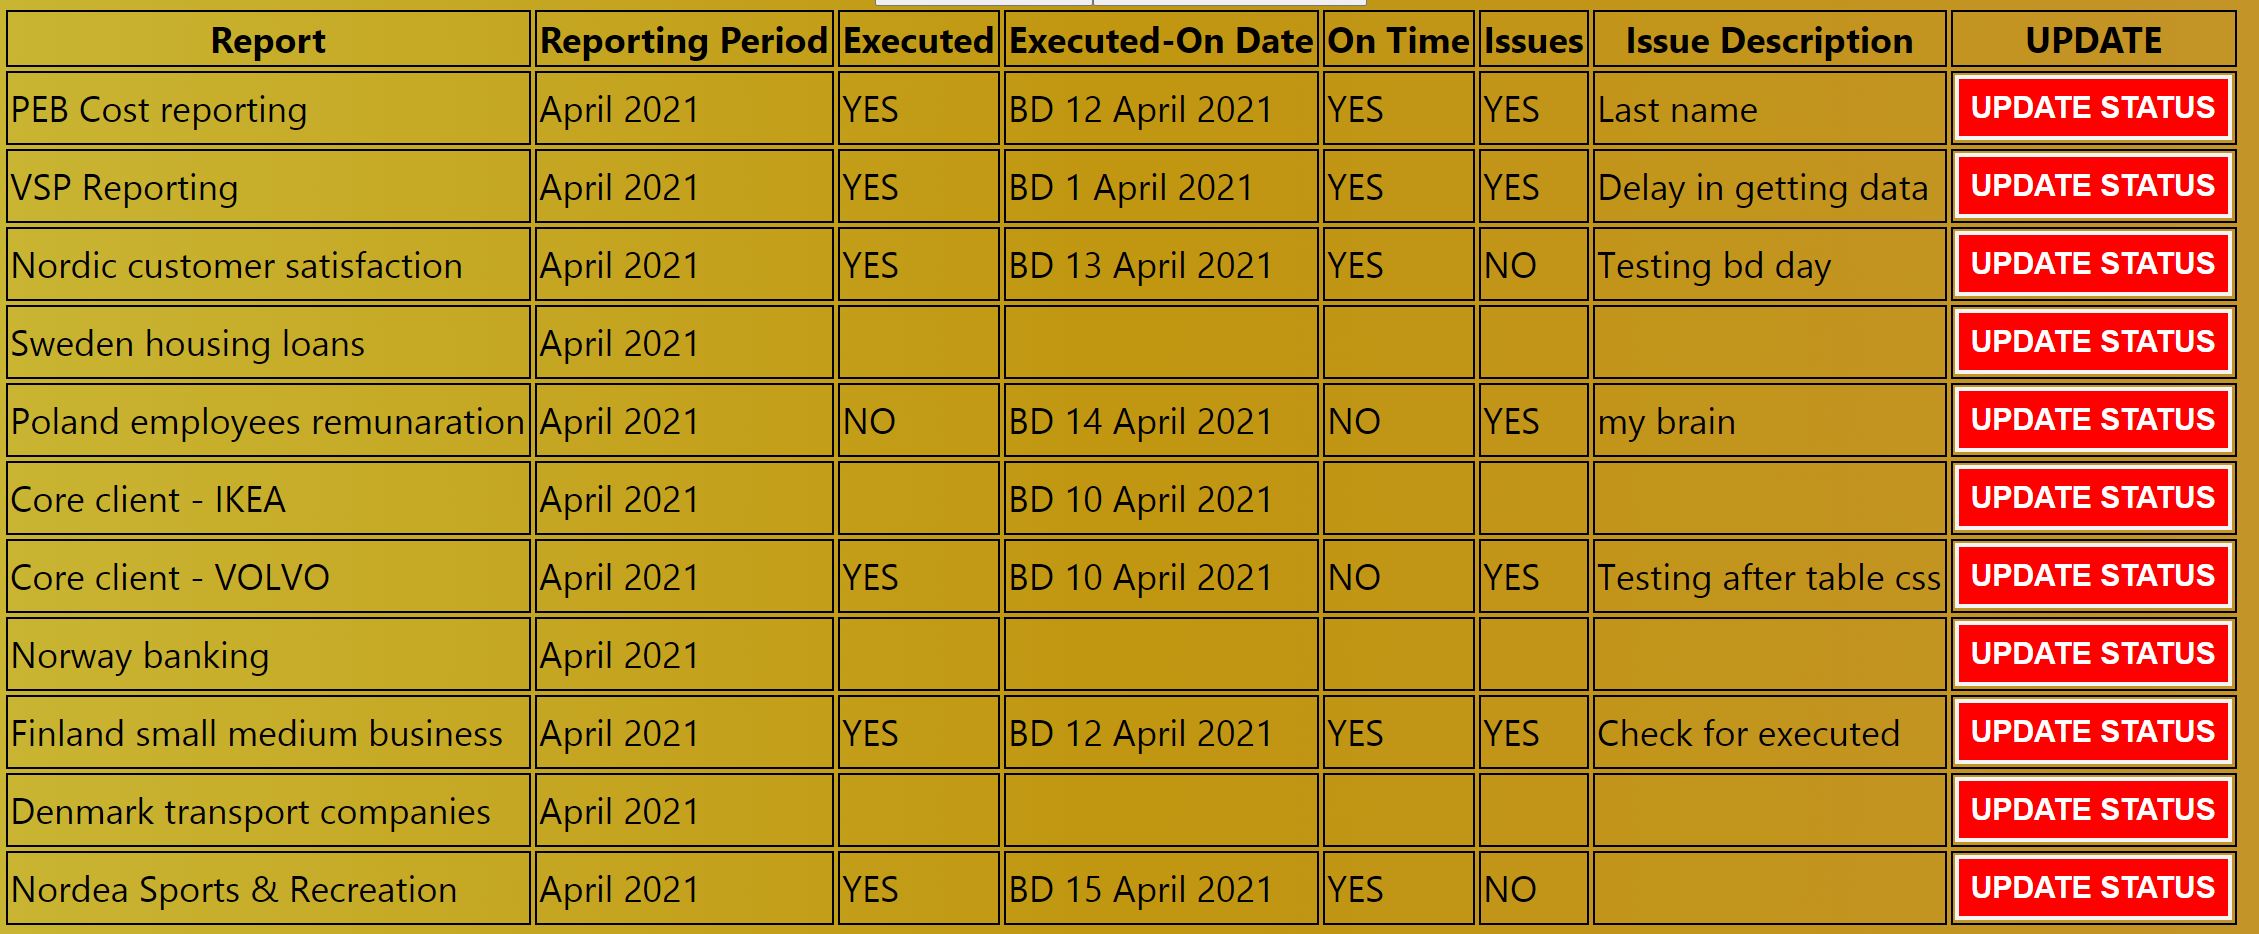 Report Reporting Period Executed Executed-On Date On Time Issues Issue Description UPDATE
PEB Cost reporting April 2021 YES BD 12 April 2021 YES YES Last name UPDATE STATUS
VSP Reporting April 2021 YES BD 1 April 2021 YES YES Delay in getting data UPDATE STATUS
Nordic customer satisfaction April 2021 YES BD 13 April 2021 YES NO Testing bd day UPDATE STATUS
Sweden housing loans April 2021 UPDATE STATUS
Poland employees remunaration April 2021 NO BD 14 April 2021 NO YES my brain UPDATE STATUS
Core client - IKEA April 2021 BD 10 April 2021 UPDATE STATUS
Core client - VOLVO April 2021 YES BD 10 April 2021 NO YES Testing after table css UPDATE STATUS
Norway banking April 2021 UPDATE STATUS
Finland small medium business April 2021 YES BD 12 April 2021 YES YES Check for executed UPDATE STATUS
Denmark transport companies April 2021 UPDATE STATUS
Nordea Sports & Recreation April 2021 YES BD 15 April 2021 YES NO UPDATE STATUS